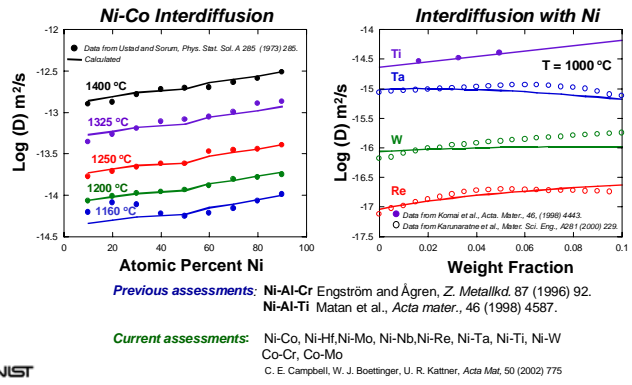 Ni-Co Interdiffusion
Interdiffusion with Ni
Data from Ustad and Sorum, Phys. Stat. Sol. A 285 (1973) 285.
Calculated
-12
-12.5
-13
-13.5
-14
-14.5
Log (D) m²/s
1400 ºC
1325 ºC
1250 ºC
1200 ºC
1160 ºC
0 20 40 60 80 100
Atomic Percent Ni
-14
-14.5
-15
-15.5
-16
-16.5
-17
-17.5
Log (D) m²/s
Ti
T = 1000 ºC
Ta
W
Re
Data from Komai et al., Acta. Mater., 46, (1998) 4443.
Data from Karunaratne et al., Mater. Sci. Eng., A281 (2000) 229.
0 0.02 0.04 0.06 0.08 0.1
Weight Fraction
Previous assessments: Ni-Al-Cr Engström and Ågren, Z. Metallkd. 87 (1996) 92.
Ni-Al-Ti Matan et al., Acta mater., 46 (1998) 4587.
Current assessments: Ni-Co, Ni-Hf,Ni-Mo, Ni-Nb,Ni-Re, Ni-Ta, Ni-Ti, Ni-W
Co-Cr, Co-Mo
C. E. Campbell, W. J. Boettinger, U. R. Kattner, Acta Mat, 50 (2002) 775
NIST